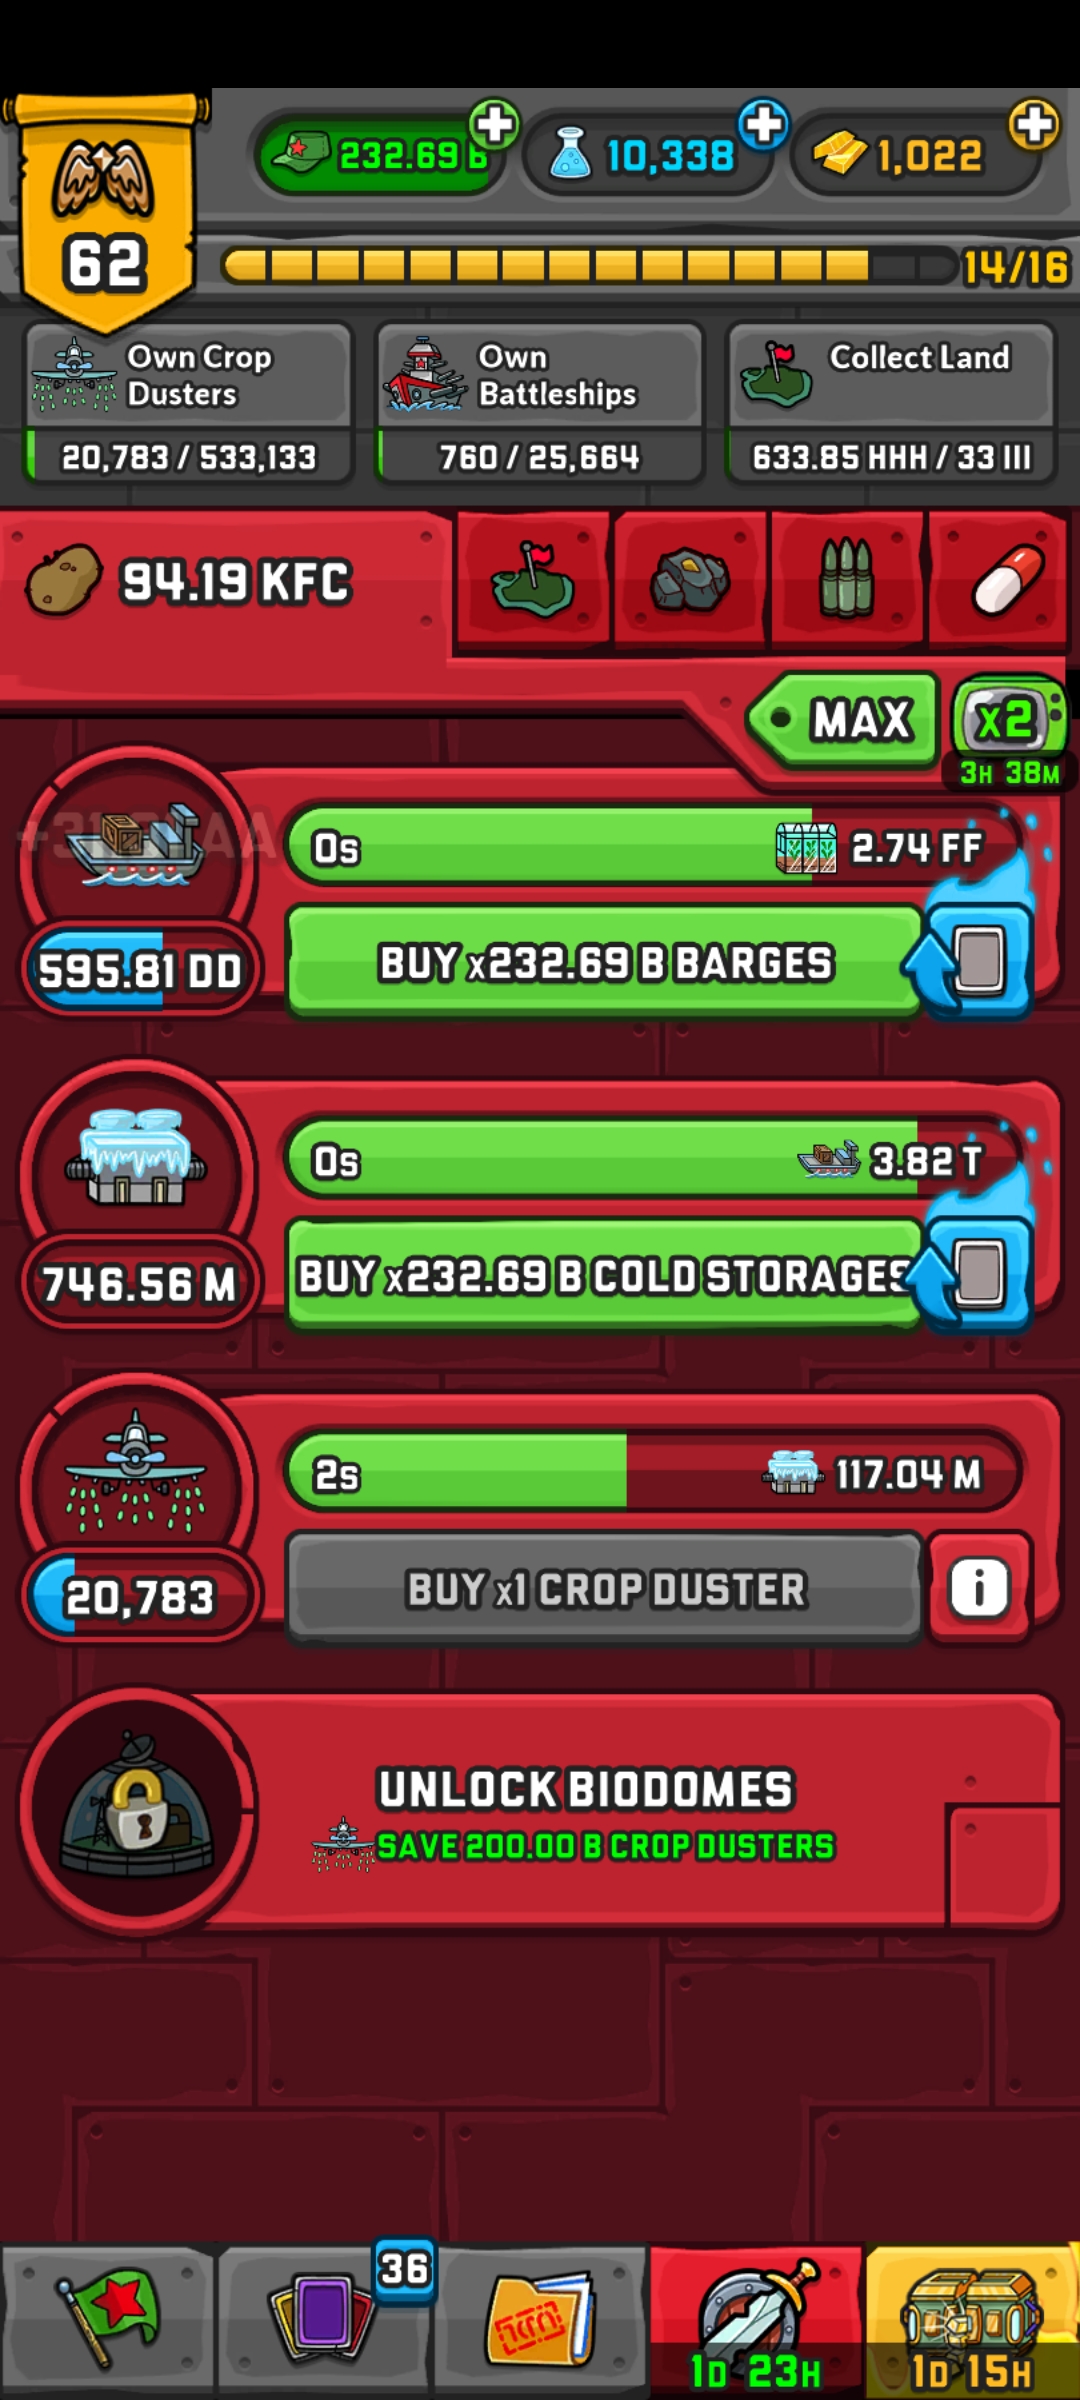 232.69 B
10,338
1,022
62
14/16
Own Crop
Dusters
20,783 / 533,133
Own
Battleships
760 / 25,664
Collect Land
633.85 HHH / 33 III
94.19 KFC
MAX
x2
3H 38M
0s
2.74 FF
595.81 DD
BUY x232.69 B BARGES
0s
3.82 T
746.56 M
BUY x232.69 B COLD STORAGES
2s
117.04 M
20,783
BUY x1 CROP DUSTER
i
UNLOCK BIODOMES
SAVE 200.00 B CROP DUSTERS
36
1D 23H
1D 15H